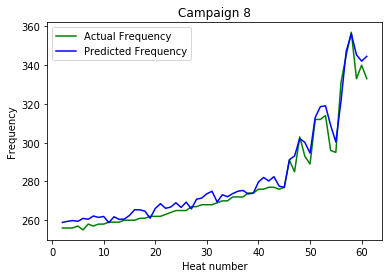 Campaign 8
Actual Frequency
Predicted Frequency
Frequency
360
340
320
300
280
260
0 10 20 30 40 50 60
Heat number